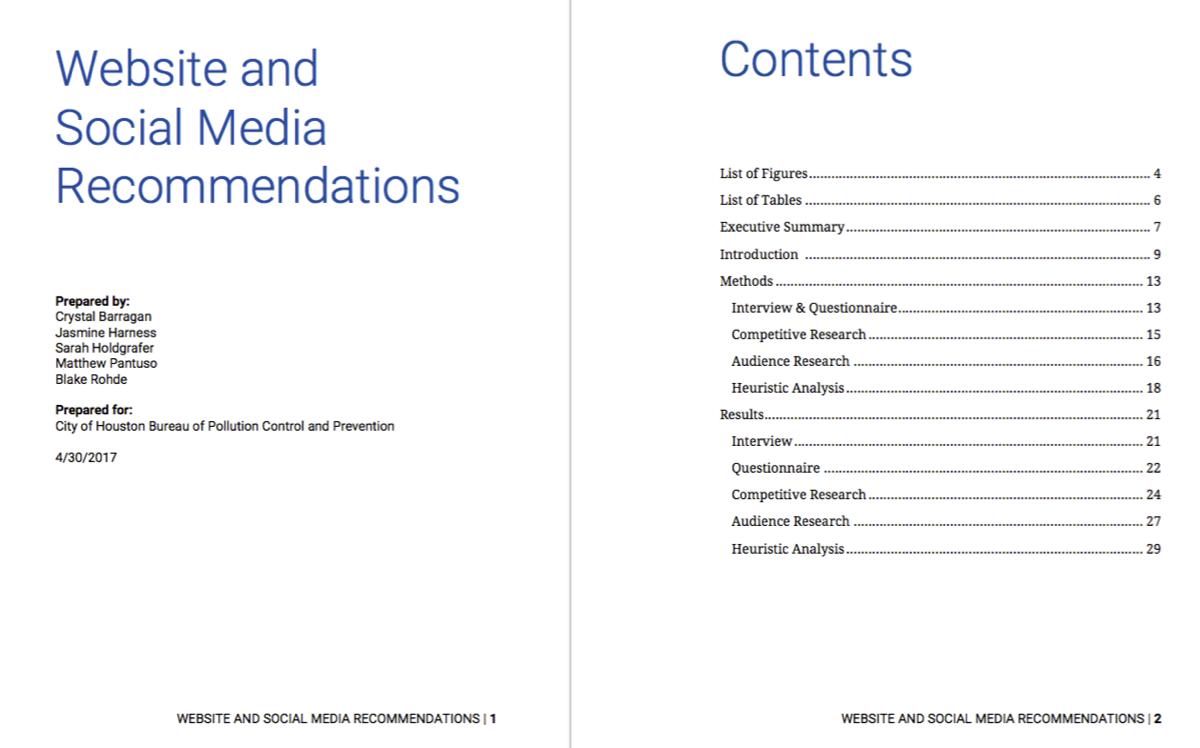 Website and
Social Media
Recommendations
Prepared by:
Crystal Barragan
Jasmine Harness
Sarah Holdgrafer
Matthew Pantuso
Blake Rohde
Prepared for:
City of Houston Bureau of Pollution Control and Prevention
4/30/2017
WEBSITE AND SOCIAL MEDIA RECOMMENDATIONS | 1
Contents
List of Figures 4
List of Tables 6
Executive Summary 7
Introduction 9
Methods 13
Interview & Questionnaire 13
Competitive Research 15
Audience Research 16
Heuristic Analysis 18
Results 21
Interview 21
Questionnaire 22
Competitive Research 24
Audience Research 27
Heuristic Analysis 29
WEBSITE AND SOCIAL MEDIA RECOMMENDATIONS | 2